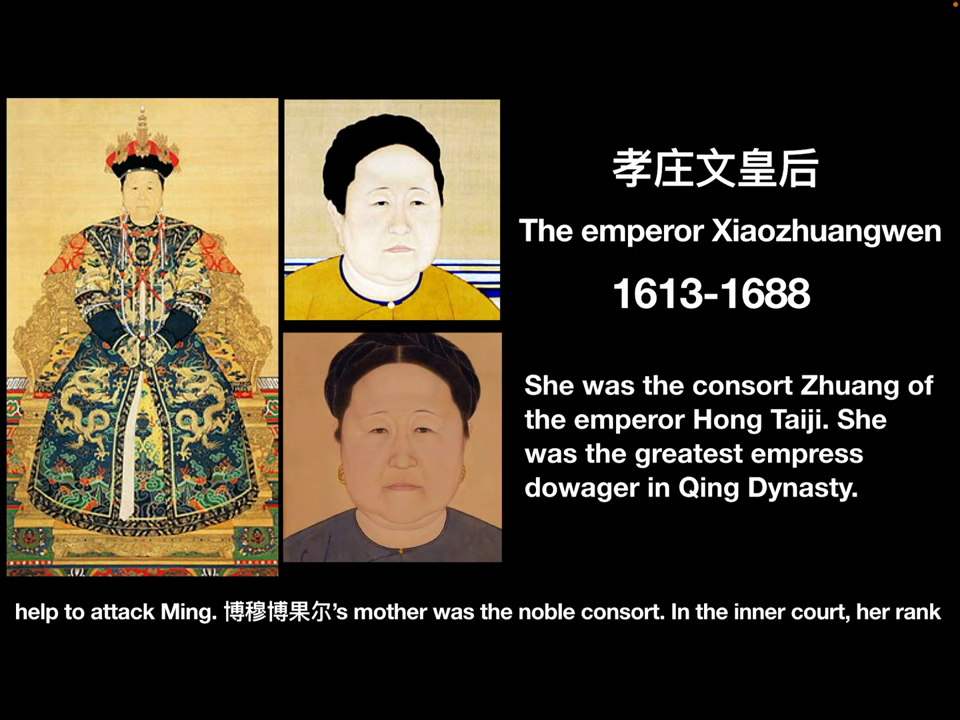 孝庄文皇后
The emperor Xiaozhuangwen
1613-1688
She was the consort Zhuang of
the emperor Hong Taiji. She
was the greatest empress
dowager in Qing Dynasty.
help to attack Ming. 博穆博果尔’s mother was the noble consort. In the inner court, her rank